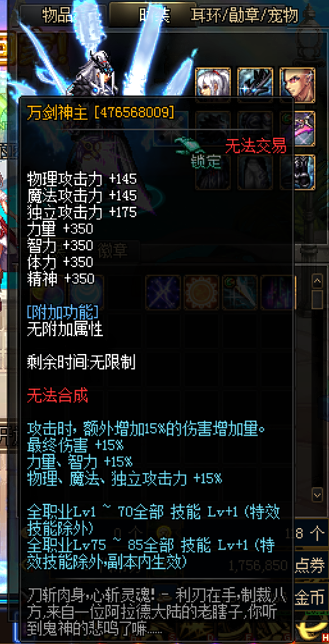 物品
时装
耳环/勋章/宠物
万剑神主 [476568009]
无法交易
锁定
物理攻击力 +145
魔法攻击力 +145
独立攻击力 +175
力量 +350
智力 +350
体力 +350
精神 +350
徽章
[附加功能]
无附加属性
剩余时间:无限制
无法合成
攻击时，额外增加15%的伤害增加量。
最终伤害 +15%
力量、智力 +15%
物理、魔法、独立攻击力 +15%
全职业Lv1 ~ 70全部 技能 Lv+1 (特效
技能除外)
全职业Lv75 ~ 85全部 技能 Lv+1 (特
效技能除外,副本内生效)
8 个
1,756,850
点券
金币
刀斩肉身,心斩灵魂! - 利刃在手,制裁八
方,来自一位阿拉德大陆的老瞎子,你听
到鬼神的悲鸣了嘛.....